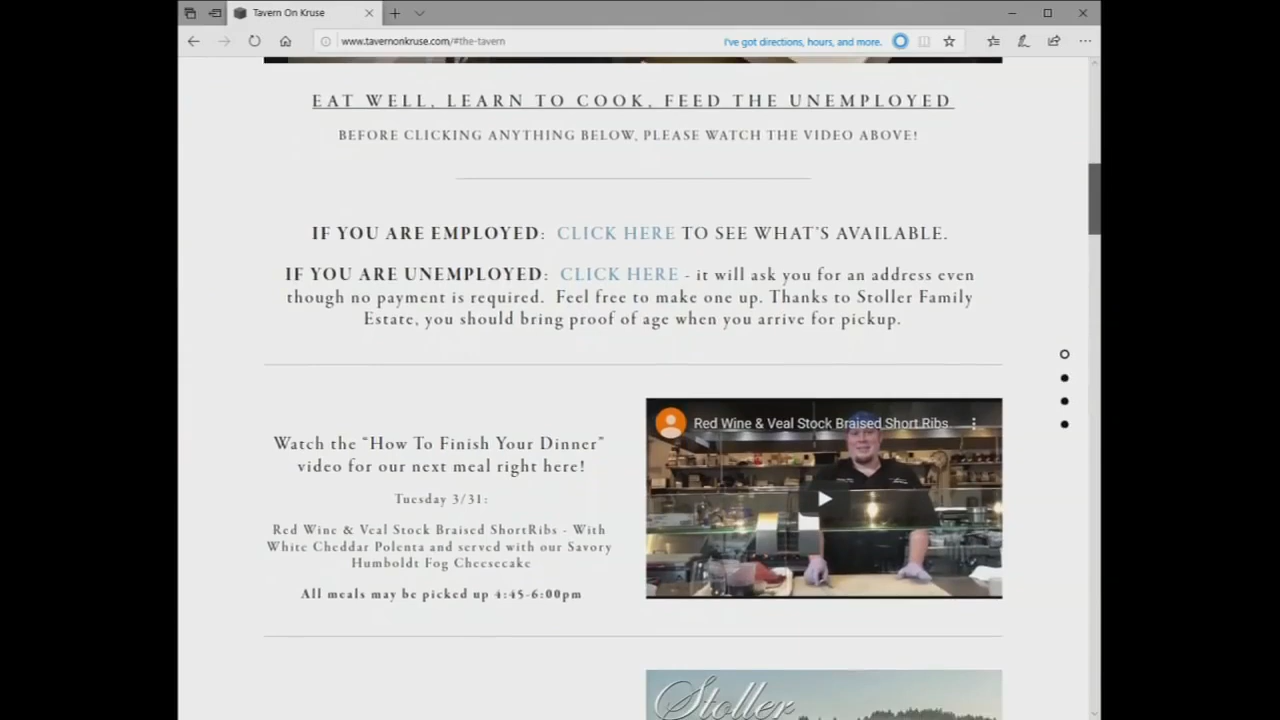 Tavern On Kruse
www.tavernonkruse.com/#the-tavern
I've got directions, hours, and more.
EAT WELL, LEARN TO COOK, FEED THE UNEMPLOYED
BEFORE CLICKING ANYTHING BELOW, PLEASE WATCH THE VIDEO ABOVE!
IF YOU ARE EMPLOYED: CLICK HERE TO SEE WHAT'S AVAILABLE.
IF YOU ARE UNEMPLOYED: CLICK HERE - it will ask you for an address even
though no payment is required. Feel free to make one up. Thanks to Stoller Family
Estate, you should bring proof of age when you arrive for pickup.
Watch the “How To Finish Your Dinner”
video for our next meal right here!
Tuesday 3/31:
Red Wine & Veal Stock Braised ShortRibs - With
White Cheddar Polenta and served with our Savory
Humboldt Fog Cheesecake
All meals may be picked up 4:45-6:00pm
Red Wine & Veal Stock Braised Short Ribs
Stoller